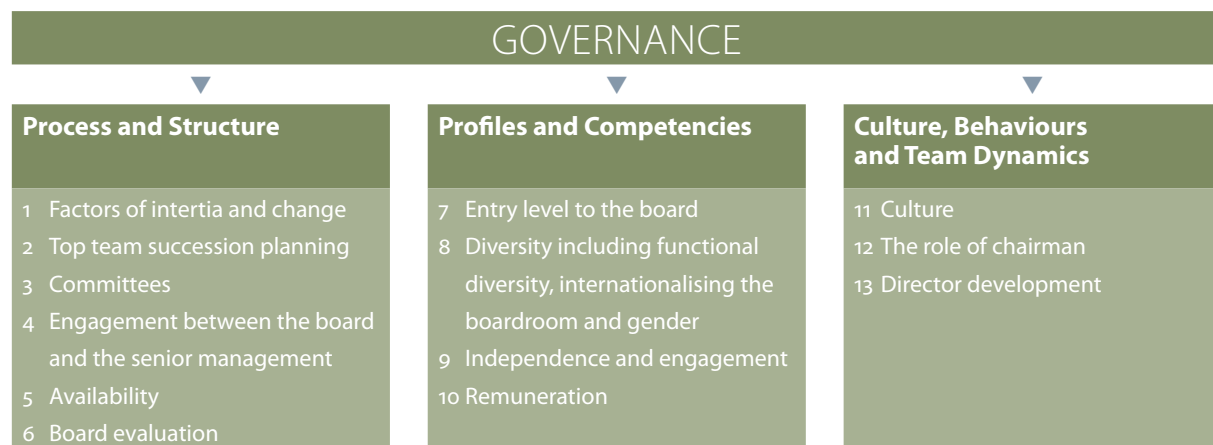 GOVERNANCE
Process and Structure
1 Factors of intertia and change
2 Top team succession planning
3 Committees
4 Engagement between the board
and the senior management
5 Availability
6 Board evaluation
Profiles and Competencies
7 Entry level to the board
8 Diversity including functional
diversity, internationalising the
boardroom and gender
9 Independence and engagement
10 Remuneration
Culture, Behaviours
and Team Dynamics
11 Culture
12 The role of chairman
13 Director development